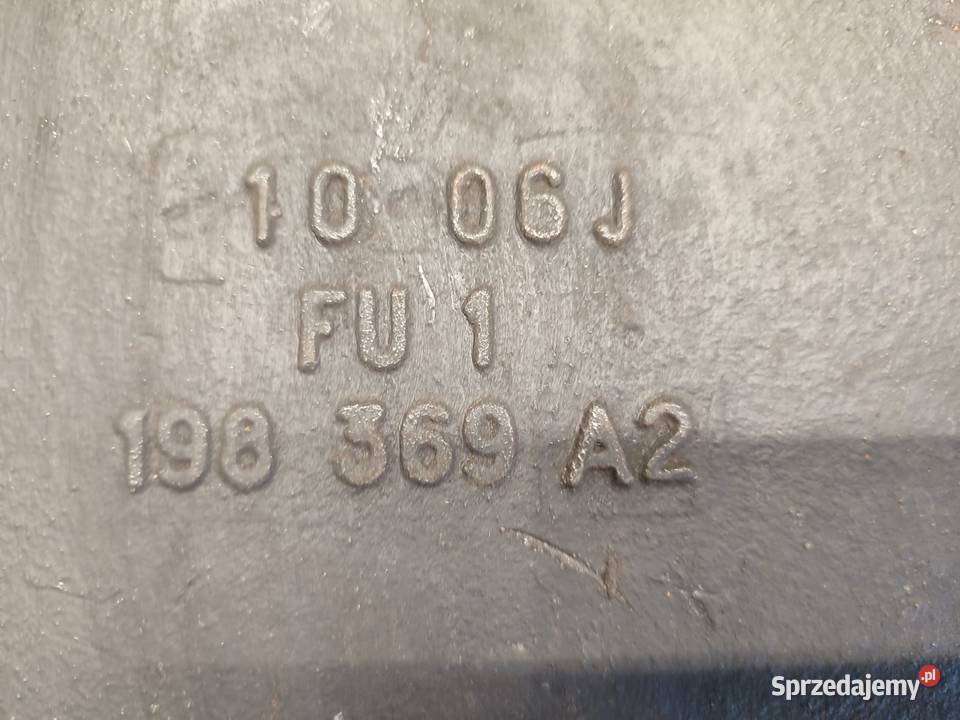 10 06J
FU 1
198 369 A2
Sprzedajemy.pl